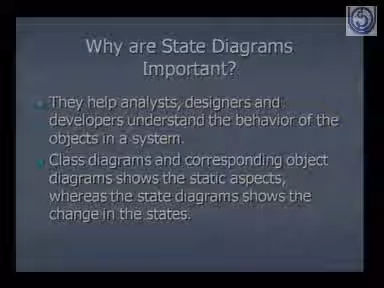 Why are State Diagrams
Important?
They help analysts, designers and
developers understand the behavior of the
objects in a system.
Class diagrams and corresponding object
diagrams shows the static aspects,
whereas the state diagrams shows the
change in the states.